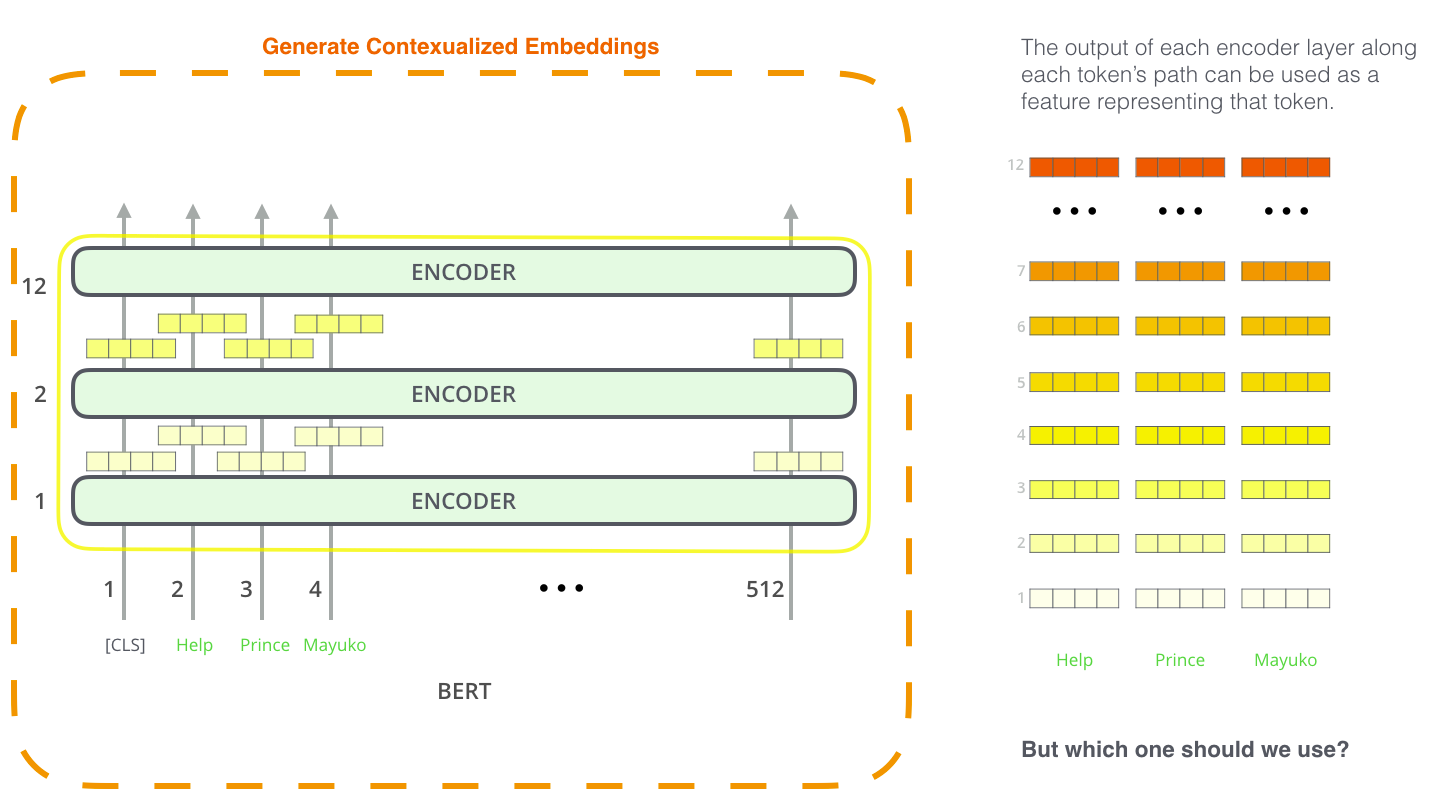 Generate Contexualized Embeddings
12
ENCODER
2
ENCODER
1
ENCODER
1 2 3 4 ••• 512
[CLS] Help Prince Mayuko
BERT
The output of each encoder layer along
each token's path can be used as a
feature representing that token.
12
••• ••• •••
7
6
5
4
3
2
1
Help Prince Mayuko
But which one should we use?